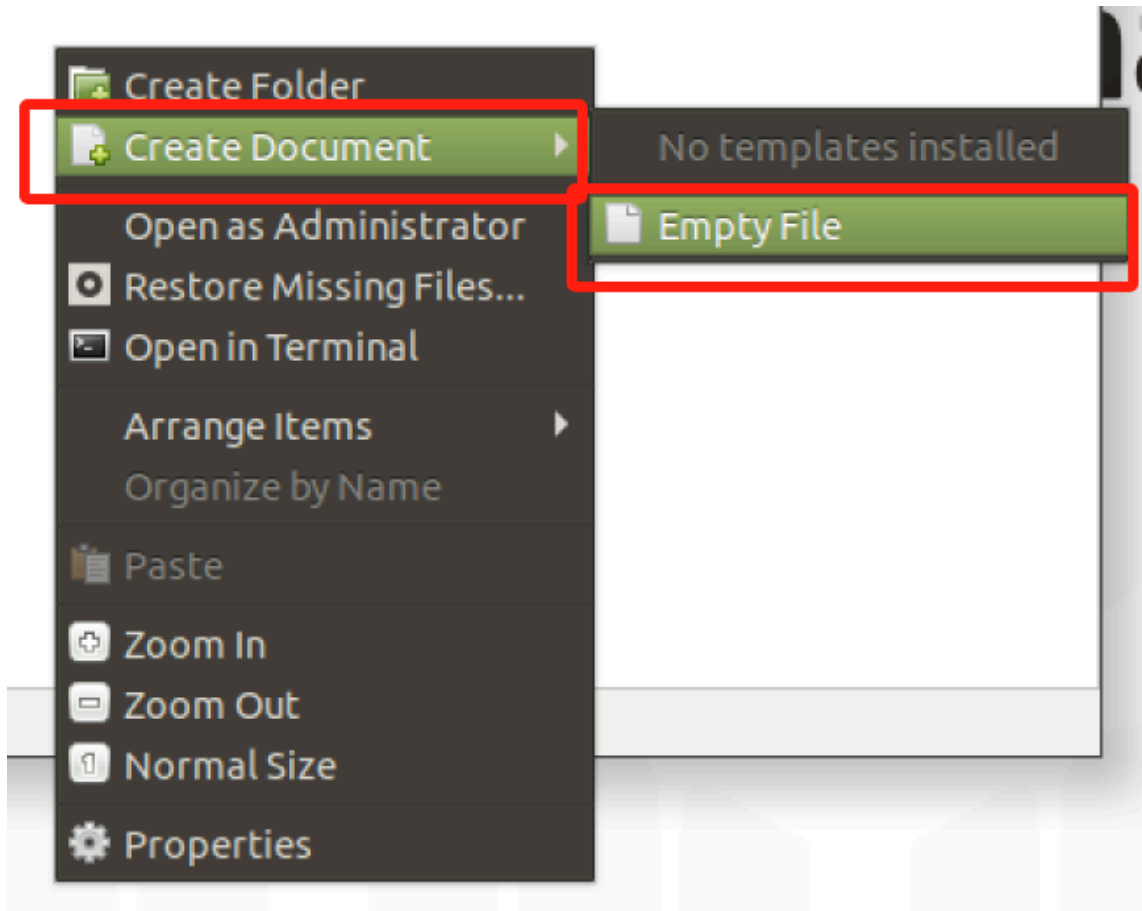 Create Folder
Create Document
No templates installed
Empty File
Open as Administrator
Restore Missing Files...
Open in Terminal
Arrange Items
Organize by Name
Paste
Zoom In
Zoom Out
Normal Size
Properties